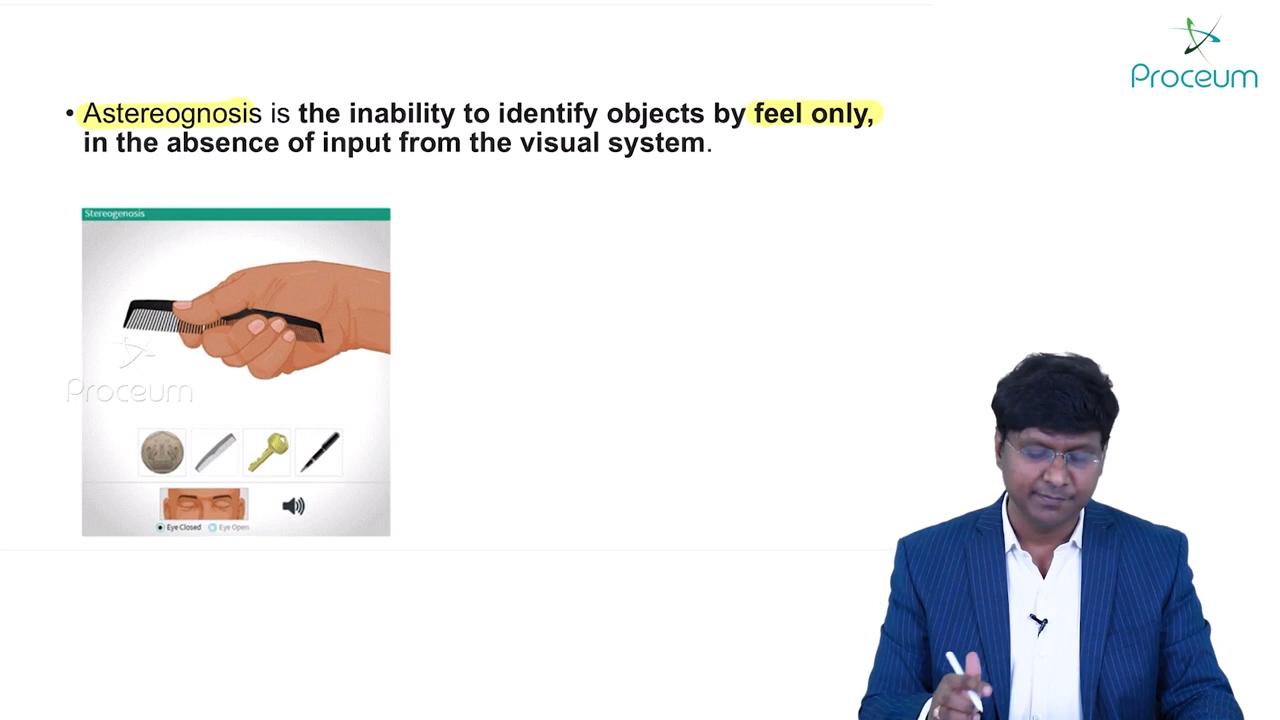 Proceum
• Astereognosis is the inability to identify objects by feel only,
in the absence of input from the visual system.
Stereogenosis
Proceum
Eye Closed Eye Open